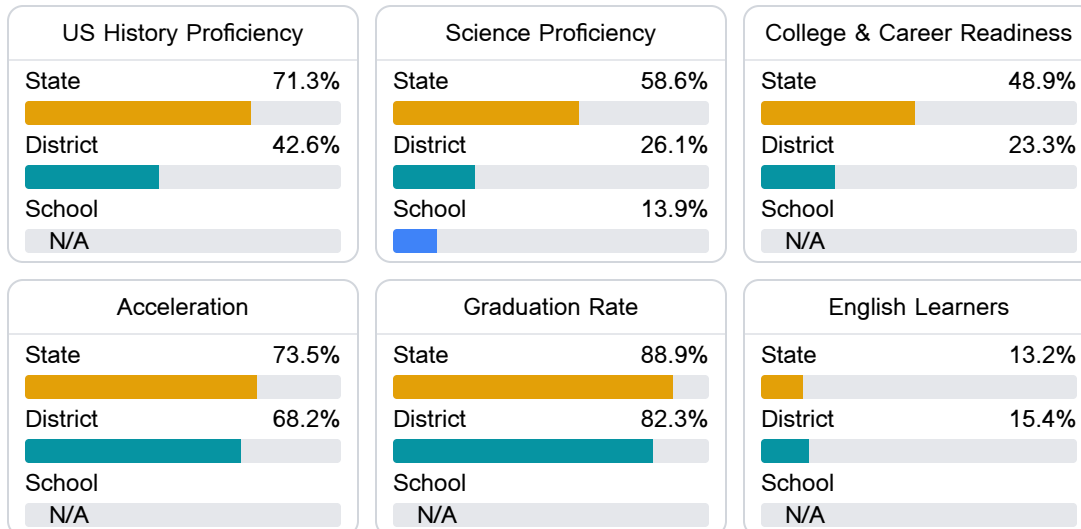 US History Proficiency
State 71.3%
District 42.6%
School
N/A
Science Proficiency
State 58.6%
District 26.1%
School 13.9%
College & Career Readiness
State 48.9%
District 23.3%
School
N/A
Acceleration
State 73.5%
District 68.2%
School
N/A
Graduation Rate
State 88.9%
District 82.3%
School
N/A
English Learners
State 13.2%
District 15.4%
School
N/A